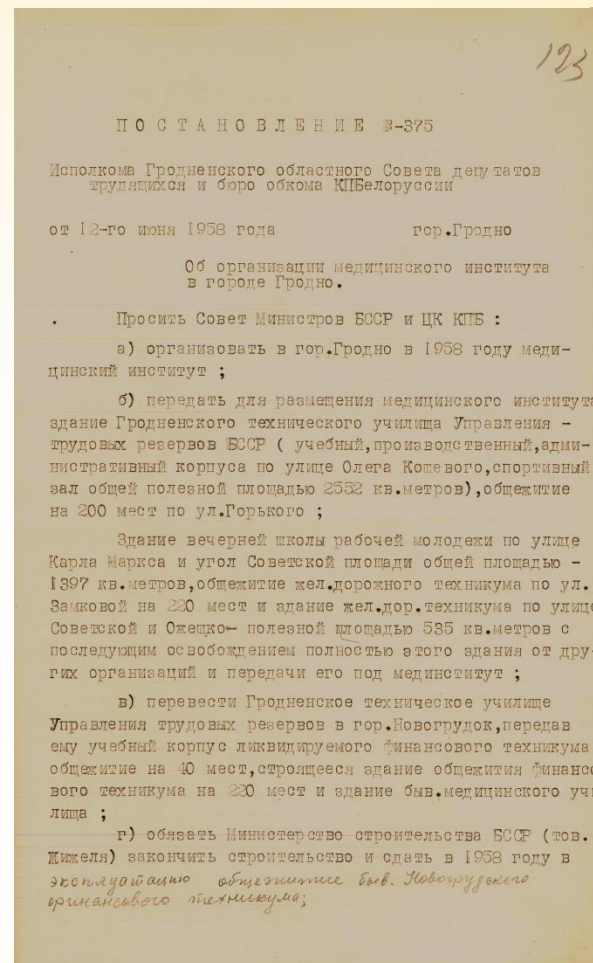 123
ПОСТАНОВЛЕНИЕ №-375
Исполкома Гродненского областного Совета депутатов
трудящихся и бюро обкома КПБелоруссии
от 12-го июня 1958 года гор.Гродно
Об организации медицинского института
в городе Гродно.
. Просить Совет Министров БССР и ЦК КПБ :
а) организовать в гор.Гродно в 1958 году меди-
цинский институт ;
б) передать для размещения медицинского института
здание Гродненского технического училища Управления -
трудовых резервов БССР ( учебный,производственный,адми-
нистративный корпуса по улице Олега Кошевого,спортивный
зал общей полезной площадью 2552 кв.метров),общежитие
на 200 мест по ул.Горького ;
Здание вечерней школы рабочей молодежи по улице
Карла Маркса и угол Советской площади общей площадью -
1397 кв.метров,общежитие жел.дорожного техникума по ул.
Замковой на 220 мест и здание жел.дор.техникума по улице
Советской и Ожешко- полезной площадью 535 кв.метров с
последующим освобождением полностью этого здания от дру-
гих организаций и передачи его под мединститут ;
в) перевести Гродненское техническое училище
Управления трудовых резервов в гор.Новогрудок,передав
ему учебный корпус ликвидируемого финансового техникума
общежитие на 40 мест,строящееся здание общежития финансо
вого техникума на 220 мест и здание быв.медицинского учи
лища ;
г) обязать Министерство строительства БССР (тов.
Жижеля) закончить строительство и сдать в 1958 году в
эксплуатацию общежитие быв. Новогрудского
финансового техникума;